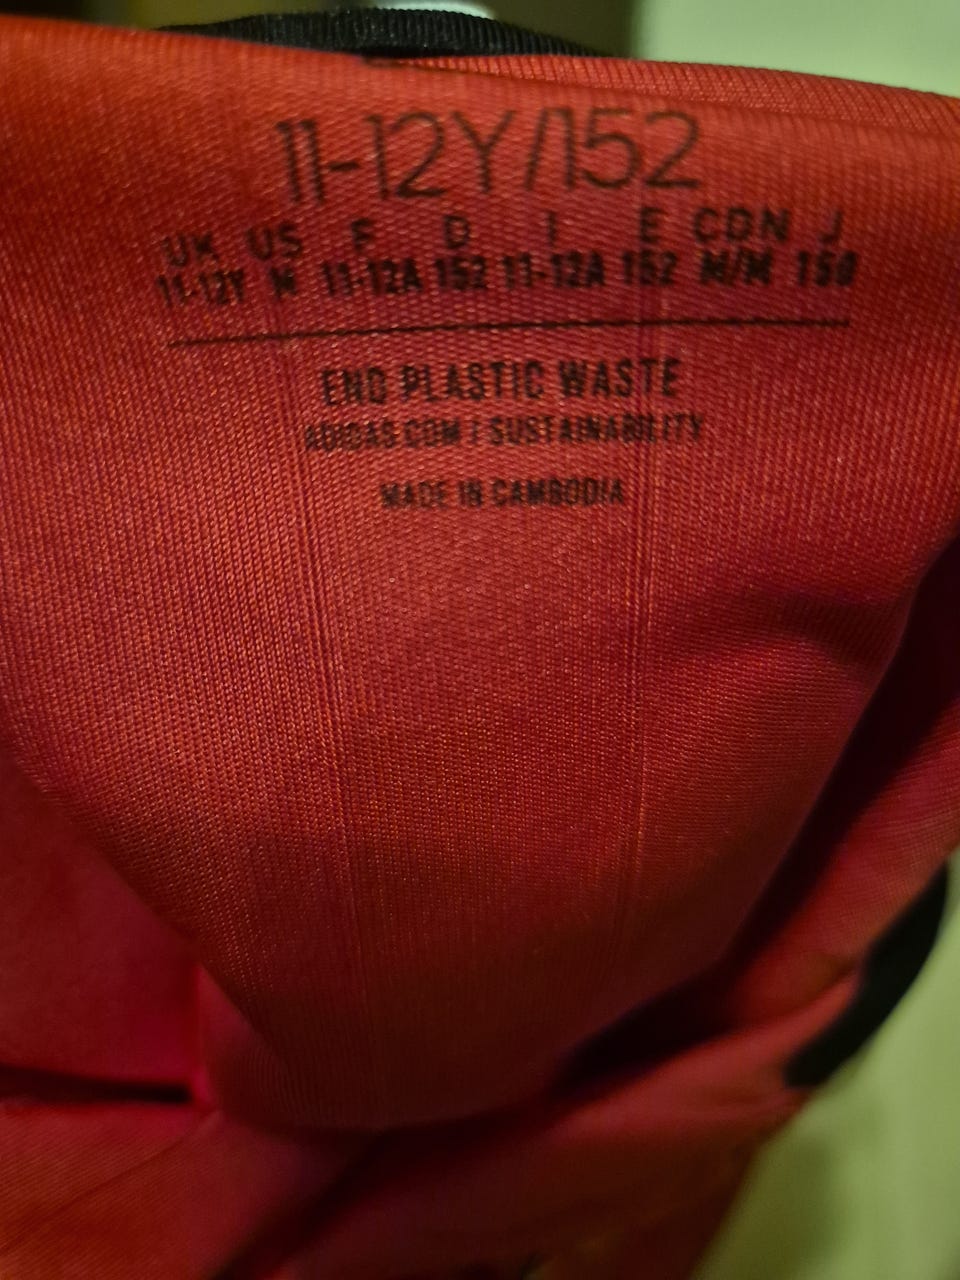 11-12Y/152
UK US F D I E CDN J
11-12Y M 11-12A 152 11-12A 152 M/M 150
END PLASTIC WASTE
ADIDAS.COM / SUSTAINABILITY
MADE IN CAMBODIA